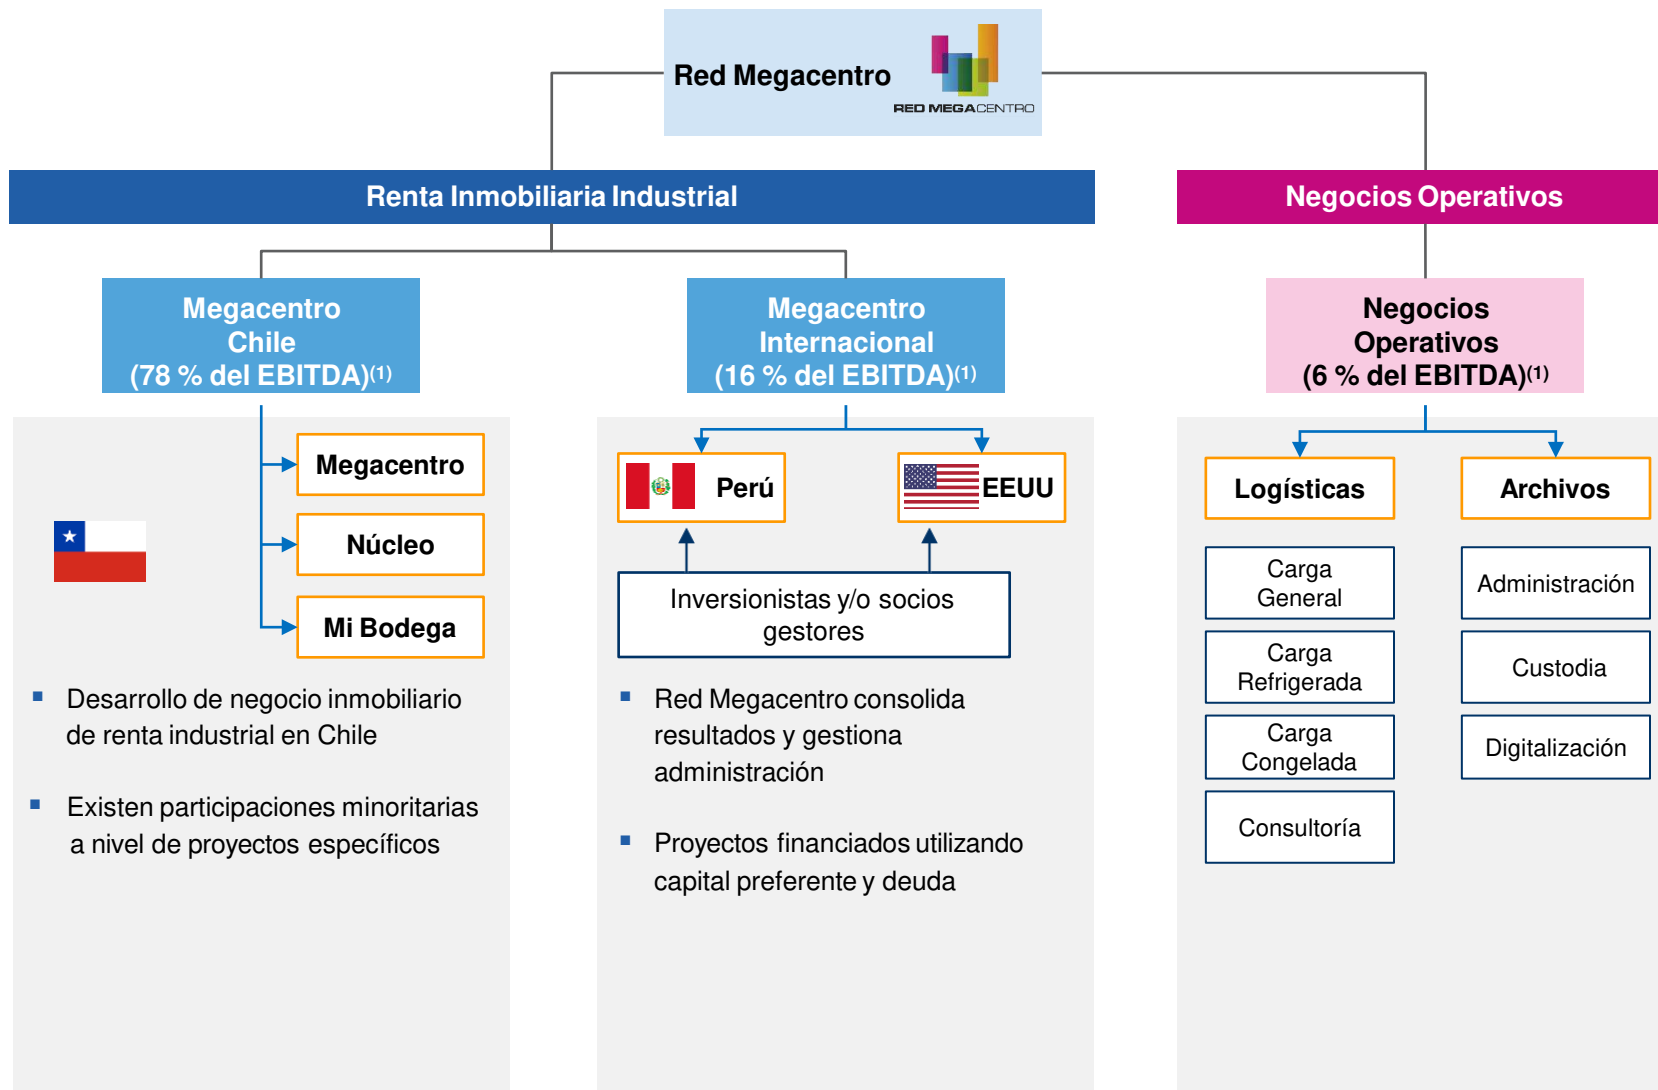 Red Megacentro
RED MEGACENTRO
Renta Inmobiliaria Industrial
Negocios Operativos
Megacentro
Chile
(78 % del EBITDA)(1)
Megacentro
Internacional
(16 % del EBITDA)(1)
Negocios
Operativos
(6 % del EBITDA)(1)
Megacentro
Núcleo
Mi Bodega
Desarrollo de negocio inmobiliario
de renta industrial en Chile
Existen participaciones minoritarias
a nivel de proyectos específicos
Perú
EEUU
Inversionistas y/o socios
gestores
Red Megacentro consolida
resultados y gestiona
administración
Proyectos financiados utilizando
capital preferente y deuda
Logísticas
Carga
General
Carga
Refrigerada
Carga
Congelada
Consultoría
Archivos
Administración
Custodia
Digitalización